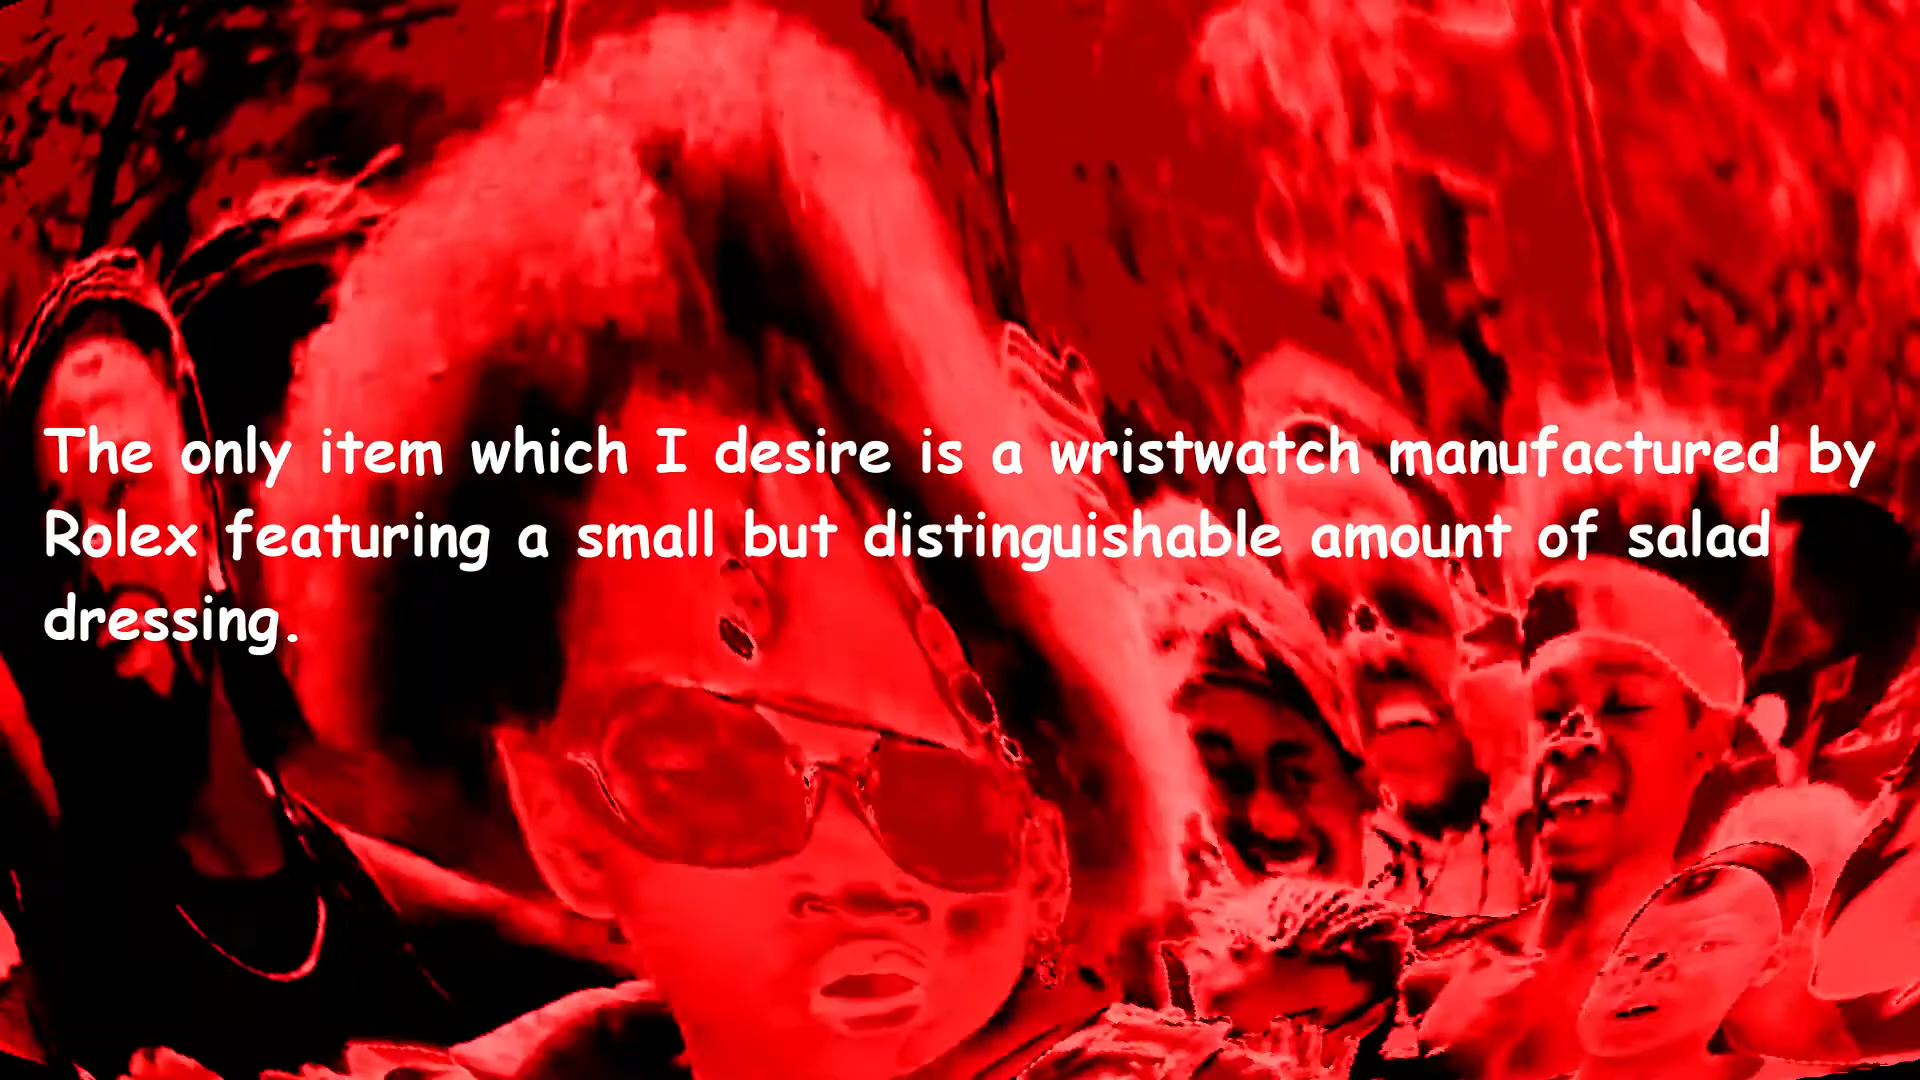 The only item which I desire is a wristwatch manufactured by
Rolex featuring a small but distinguishable amount of salad
dressing.